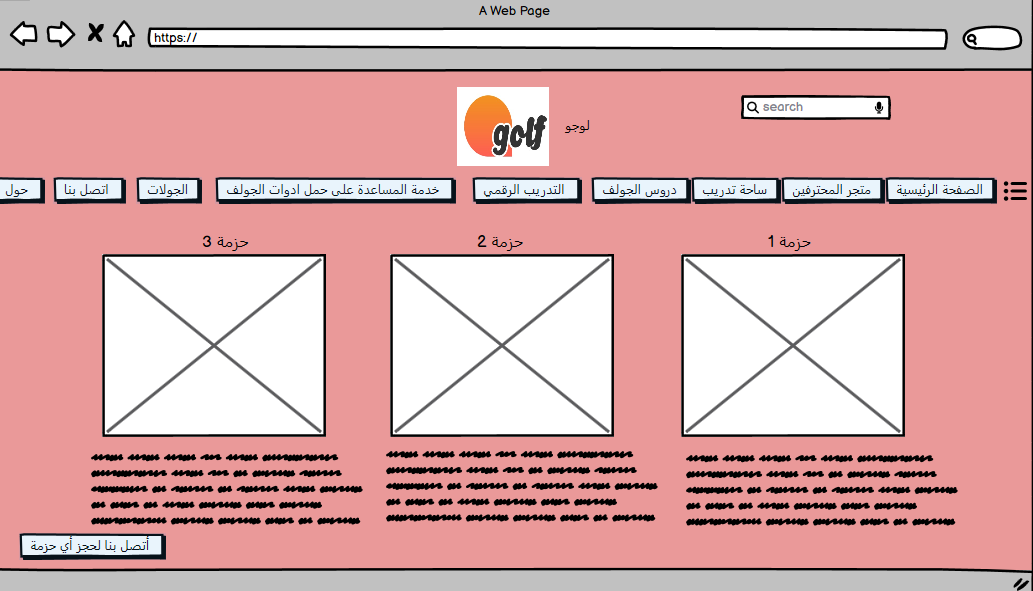 A Web Page
https://
golf
لوجو
search
الصفحة الرئيسية
متجر المحترفين
ساحة تدريب
دروس الجولف
التدريب الرقمي
خدمة المساعدة على حمل ادوات الجولف
الجولات
اتصل بنا
حول
حزمة 1
حزمة 2
حزمة 3
أتصل بنا لحجز أي حزمة